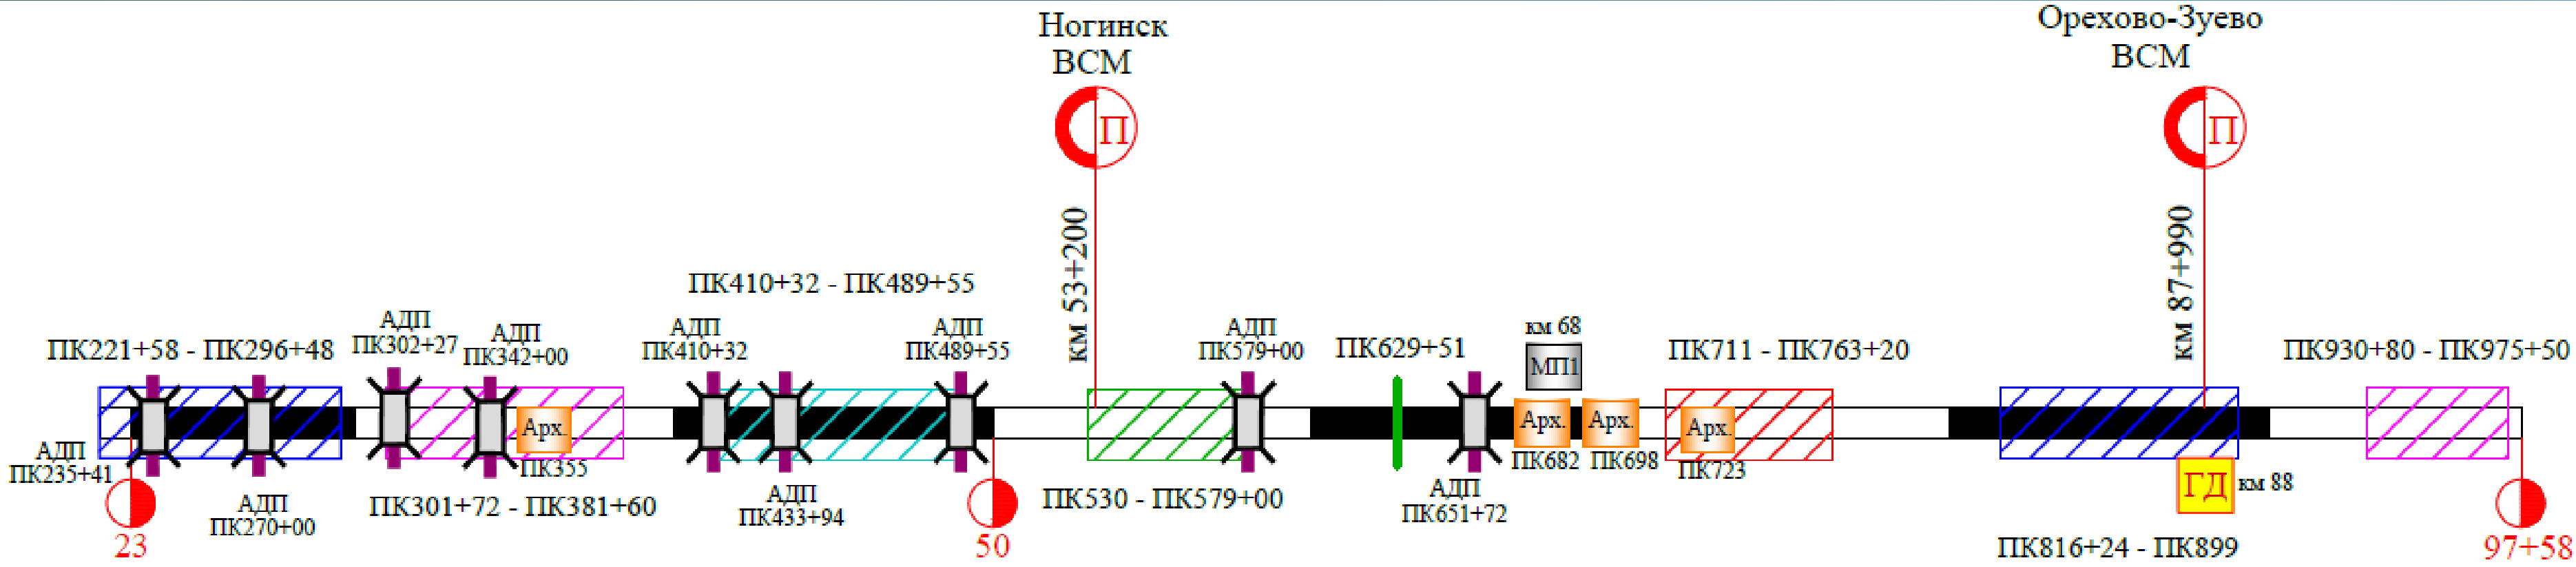 Ногинск
ВСМ
П
км 53+200
Орехово-Зуево
ВСМ
П
км 87+990
ПК221+58 - ПК296+48
АДП
ПК302+27
АДП
ПК342+00
ПК410+32 - ПК489+55
АДП
ПК410+32
АДП
ПК489+55
АДП
ПК579+00
ПК629+51
км 68
МП1
ПК711 - ПК763+20
ПК930+80 - ПК975+50
Арх.
Арх.
Арх.
Арх.
АДП
ПК235+41
23
АДП
ПК270+00
ПК355
ПК301+72 - ПК381+60
АДП
ПК433+94
50
ПК530 - ПК579+00
АДП
ПК651+72
ПК682
ПК698
ПК723
ГД
км 88
ПК816+24 - ПК899
97+58